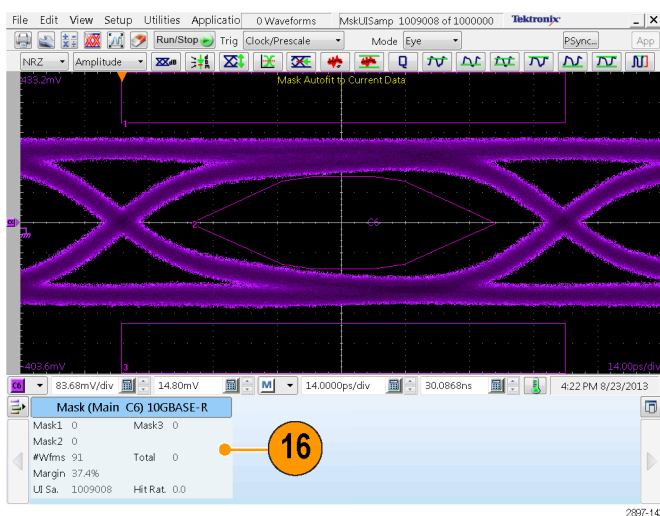 File Edit View Setup Utilities Applicatio 0 Waveforms MskUISamp 1009008 of 1000000 Tektronix
Run/Stop Trig Clock/Prescale Mode Eye PSync... App
NRZ Amplitude
433.2mV Mask Autofit to Current Data
1
2 C6
-403.6mV 3 14.00ps/div
C6 83.68mV/div 14.80mV M 14.0000ps/div 30.0868ns 4:22 PM 8/23/2013
Mask (Main C6) 10GBASE-R
Mask1 0 Mask3 0
Mask2 0
#Wfms 91 Total 0
Margin 37.4%
UI Sa. 1009008 Hit Rat. 0.0
16